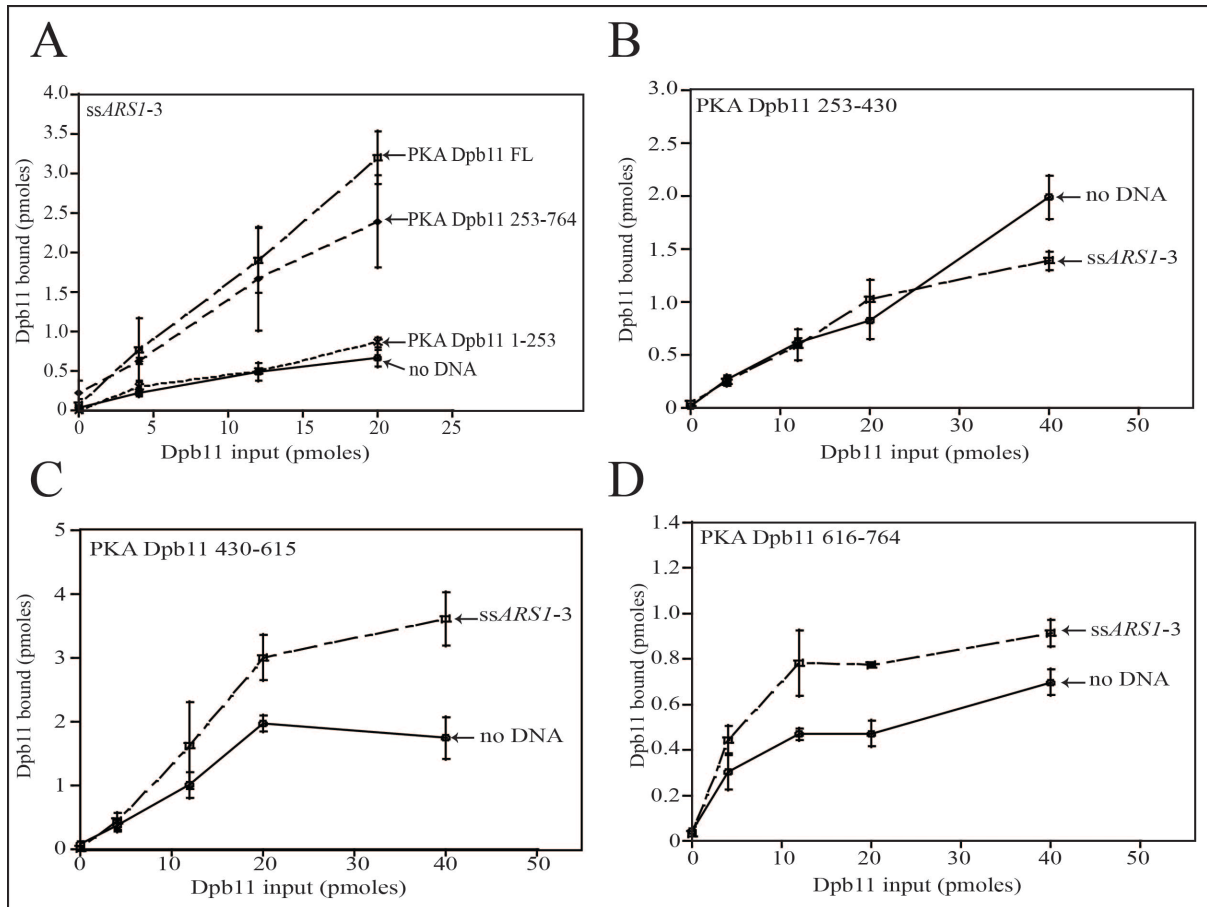 A
ssARS1-3
4.0
3.5
3.0
2.5
2.0
1.5
1.0
0.5
0
Dpb11 bound (pmoles)
PKA Dpb11 FL
PKA Dpb11 253-764
PKA Dpb11 1-253
no DNA
0 5 10 15 20 25
Dpb11 input (pmoles)
B
PKA Dpb11 253-430
3.0
2.5
2.0
1.5
1.0
0.5
0
Dpb11 bound (pmoles)
no DNA
ssARS1-3
0 10 20 30 40 50
Dpb11 input (pmoles)
C
PKA Dpb11 430-615
5
4
3
2
1
0
Dpb11 bound (pmoles)
ssARS1-3
no DNA
0 10 20 30 40 50
Dpb11 input (pmoles)
D
PKA Dpb11 616-764
1.4
1.2
1.0
0.8
0.6
0.4
0.2
0
Dpb11 bound (pmoles)
ssARS1-3
no DNA
0 10 20 30 40 50
Dpb11 input (pmoles)